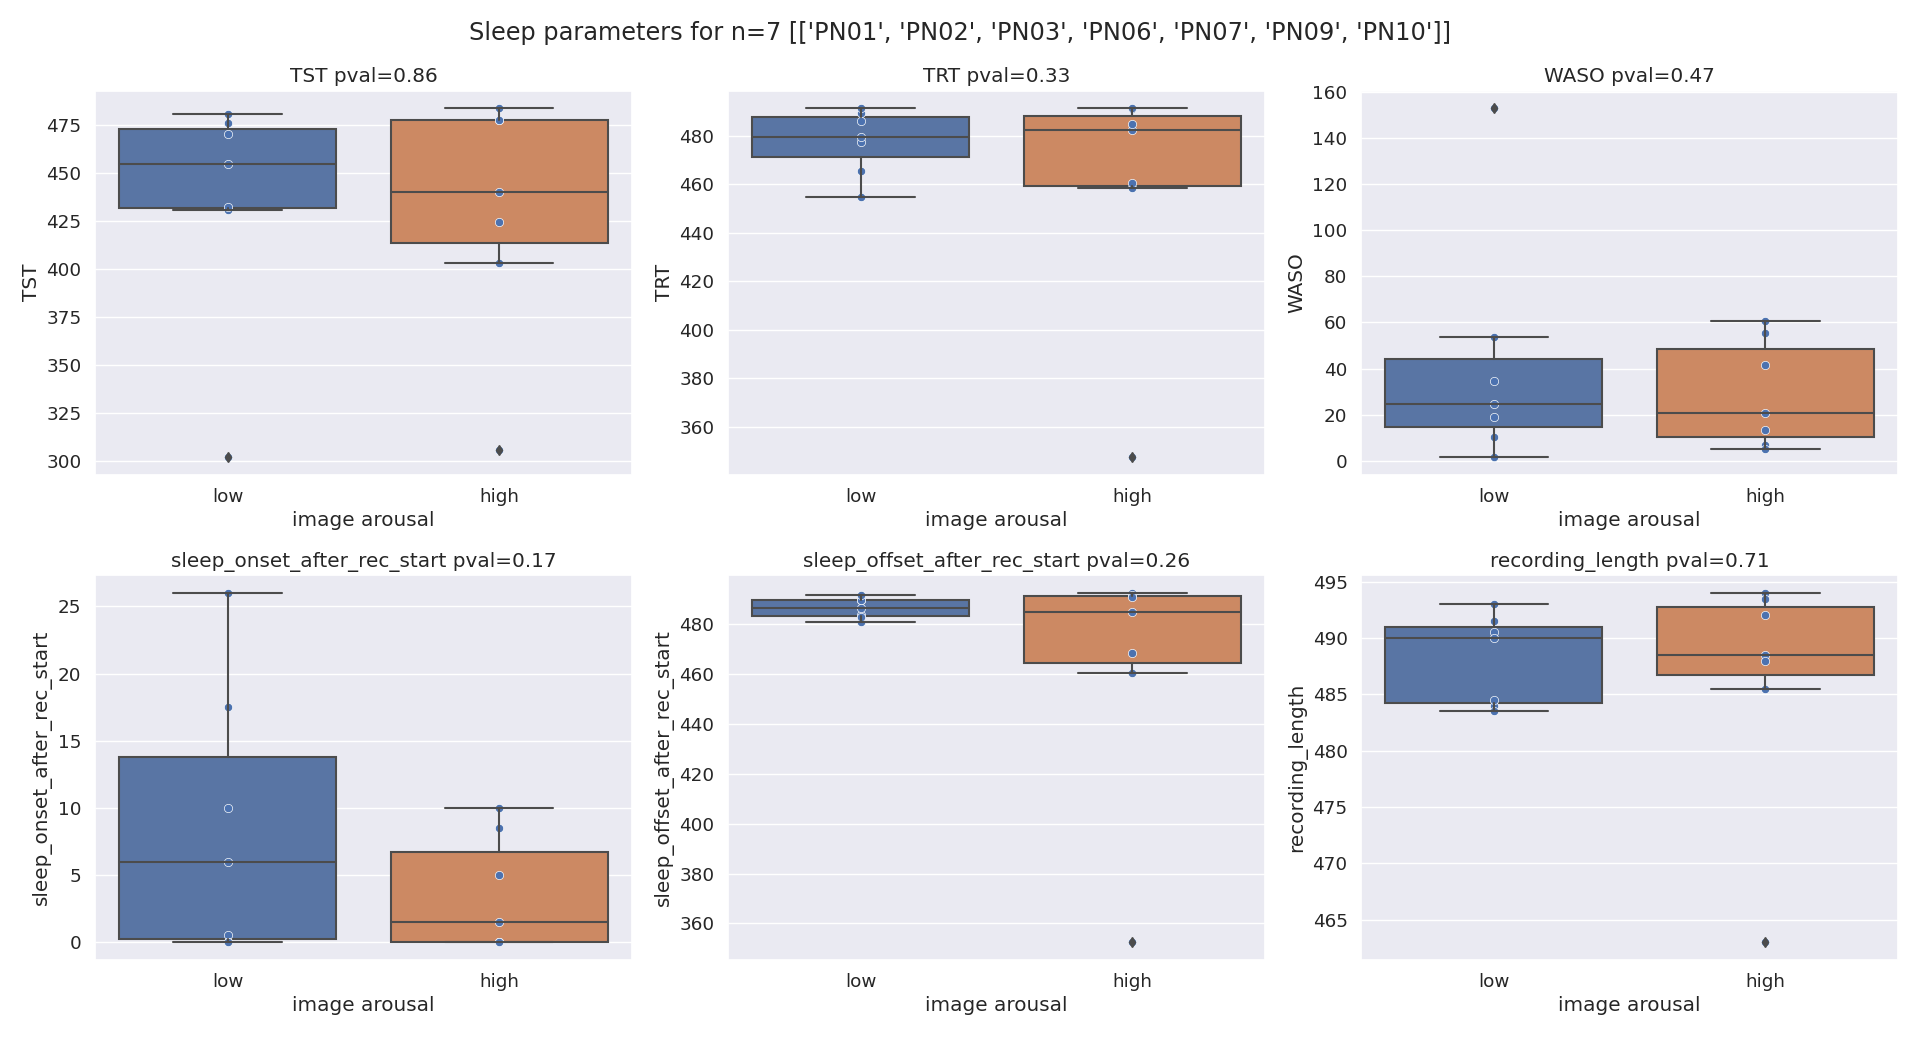 Sleep parameters for n=7 [['PN01', 'PN02', 'PN03', 'PN06', 'PN07', 'PN09', 'PN10']]
TST pval=0.86
TST
475
450
425
400
375
350
325
300
low
high
image arousal
TRT pval=0.33
TRT
480
460
440
420
400
380
360
low
high
image arousal
WASO pval=0.47
WASO
160
140
120
100
80
60
40
20
0
low
high
image arousal
sleep_onset_after_rec_start pval=0.17
sleep_onset_after_rec_start
25
20
15
10
5
0
low
high
image arousal
sleep_offset_after_rec_start pval=0.26
sleep_offset_after_rec_start
480
460
440
420
400
380
360
low
high
image arousal
recording_length pval=0.71
recording_length
495
490
485
480
475
470
465
low
high
image arousal